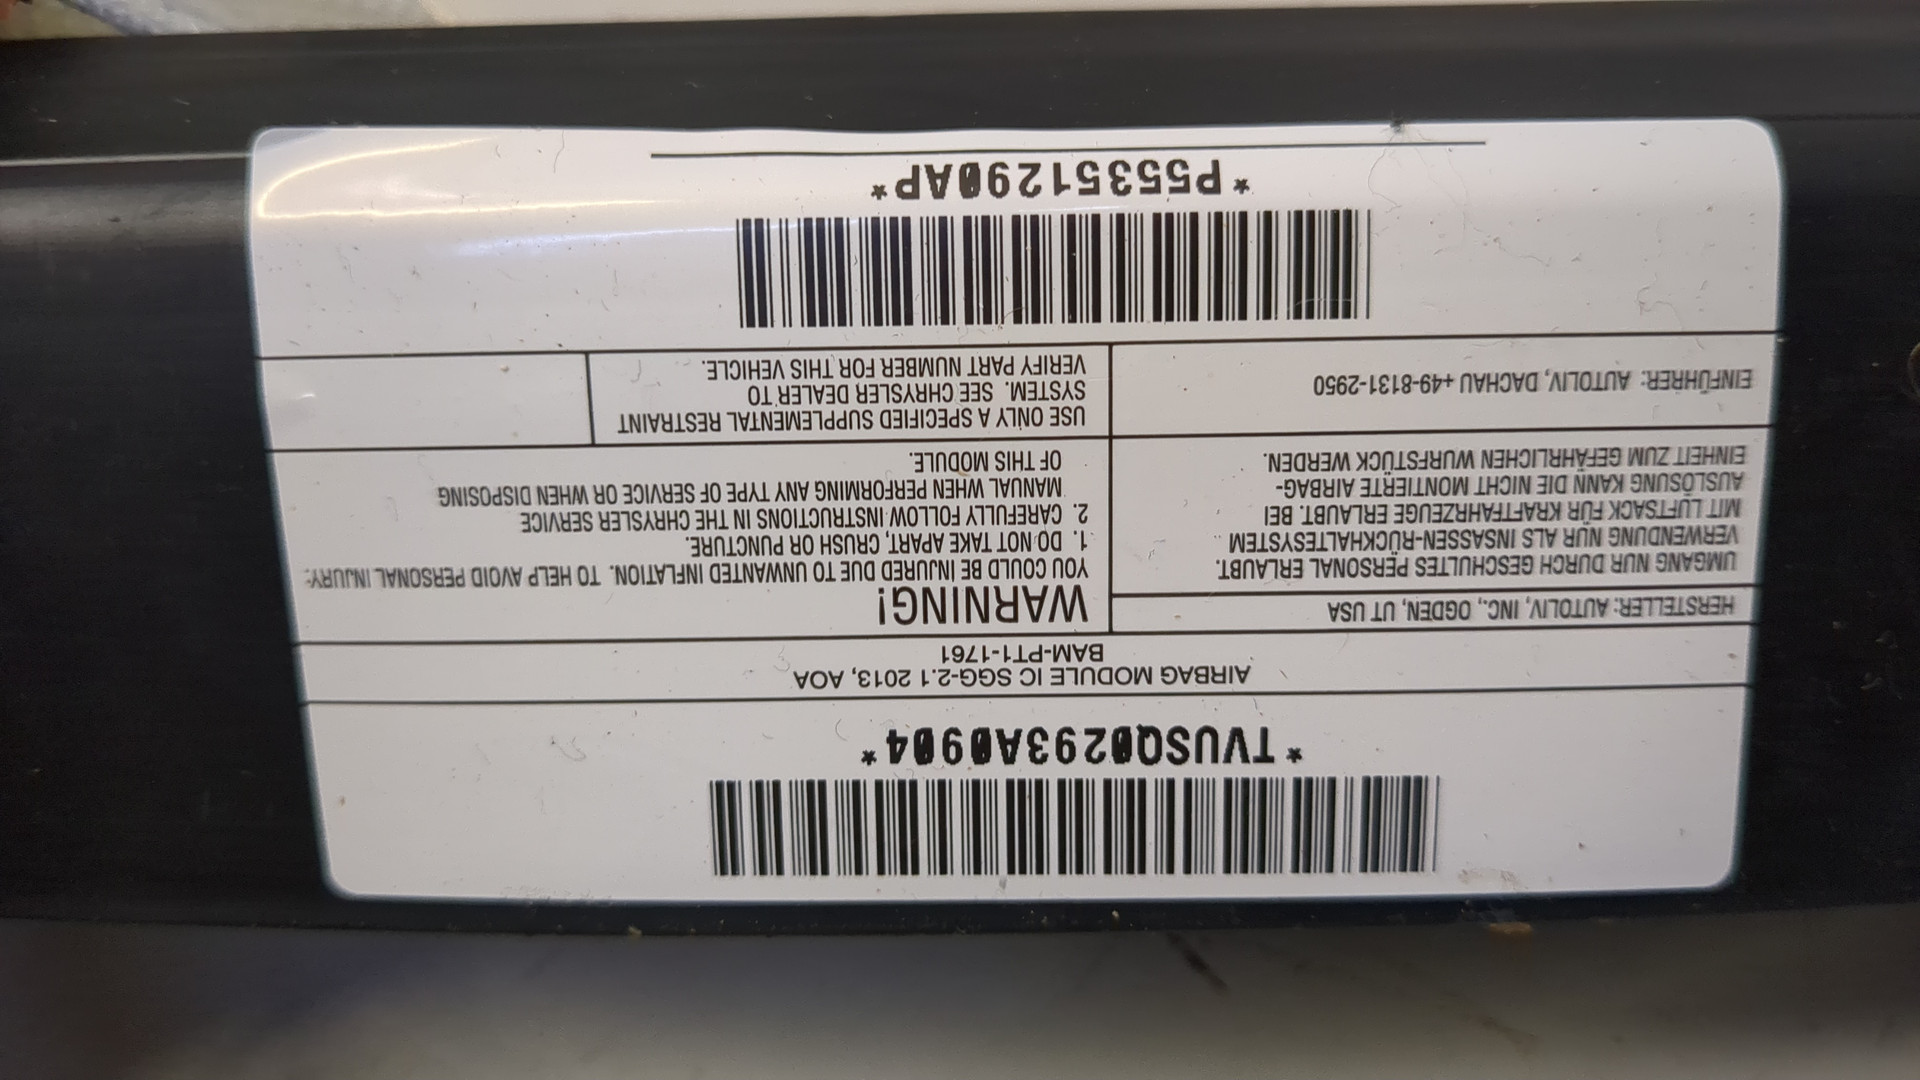 *TVUSQ0293A0904*
AIRBAG MODULE IC SGG-2.1 2013, AOA
BAM-PT1-1761
HERSTELLER: AUTOLIV, INC., OGDEN, UT USA
UMGANG NUR DURCH GESCHULTES PERSONAL ERLAUBT.
VERWENDUNG NUR ALS INSASSEN-RÜCKHALTESYSTEM
MIT LUFTSACK FÜR KRAFTFAHRZEUGE ERLAUBT. BEI
AUSLÖSUNG KANN DIE NICHT MONTIERTE AIRBAG-
EINHEIT ZUM GEFÄHRLICHEN WURFSTÜCK WERDEN.
EINFÜHRER: AUTOLIV, DACHAU +49-8131-2950
WARNING!
YOU COULD BE INJURED DUE TO UNWANTED INFLATION. TO HELP AVOID PERSONAL INJURY:
1. DO NOT TAKE APART, CRUSH OR PUNCTURE.
2. CAREFULLY FOLLOW INSTRUCTIONS IN THE CHRYSLER SERVICE
MANUAL WHEN PERFORMING ANY TYPE OF SERVICE OR WHEN DISPOSING
OF THIS MODULE.
USE ONLY A SPECIFIED SUPPLEMENTAL RESTRAINT
SYSTEM. SEE CHRYSLER DEALER TO
VERIFY PART NUMBER FOR THIS VEHICLE.
*P55351290AP*